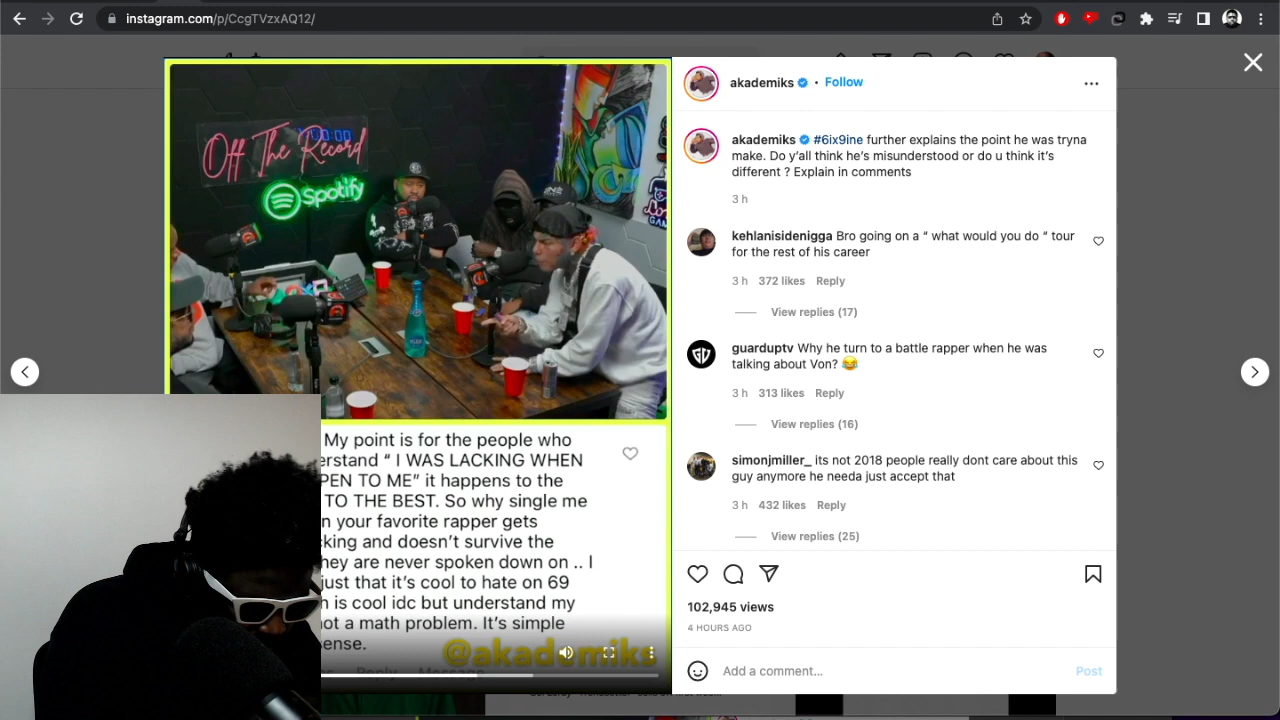 instagram.com/p/CcgTVzxAQ12/
Off The Record
Spotify
My point is for the people who
erstand “ I WAS LACKING WHEN
PEN TO ME” it happens to the
TO THE BEST. So why single me
n your favorite rapper gets
cking and doesn’t survive the
hey are never spoken down on .. I
just that it’s cool to hate on 69
h is cool idc but understand my
not a math problem. It’s simple
ense.
@akademiks
akademiks • Follow
akademiks #6ix9ine further explains the point he was tryna
make. Do y’all think he’s misunderstood or do u think it’s
different ? Explain in comments
3 h
kehlanisidenigga Bro going on a “ what would you do “ tour
for the rest of his career
3 h 372 likes Reply
View replies (17)
guarduptv Why he turn to a battle rapper when he was
talking about Von? 😂
3 h 313 likes Reply
View replies (16)
simonjmiller_ its not 2018 people really dont care about this
guy anymore he needa just accept that
3 h 432 likes Reply
View replies (25)
102,945 views
4 HOURS AGO
Add a comment...
Post